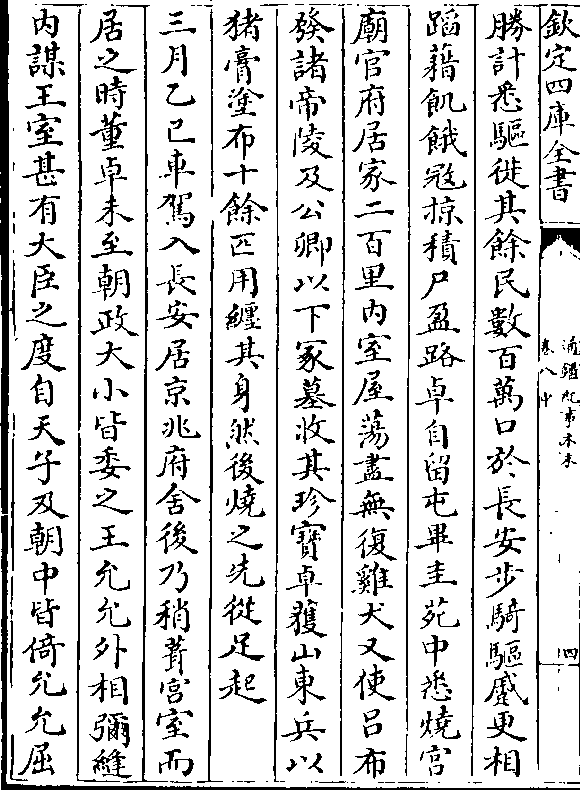 欽定四庫全書
通鑑紀事本末
卷八中
四
勝計悉驅徙其餘民數百萬口於長安步騎驅蹙更相
蹈藉飢餓寇掠積尸盈路卓自留屯畢圭苑中悉燒宮
廟官府居家二百里内室屋蕩盡無復雞犬又使呂布
發諸帝陵及公卿以下冢墓收其珍寶卓獲山東兵以
猪膏塗布十餘匹用纏其身然後燒之先從足起
三月乙巳車駕入長安居京兆府舍後乃稍葺宮室而
居之時董卓未至朝政大小皆委之王允允外相彌縫
内謀王室甚有大臣之度自天子及朝中皆倚允允屈